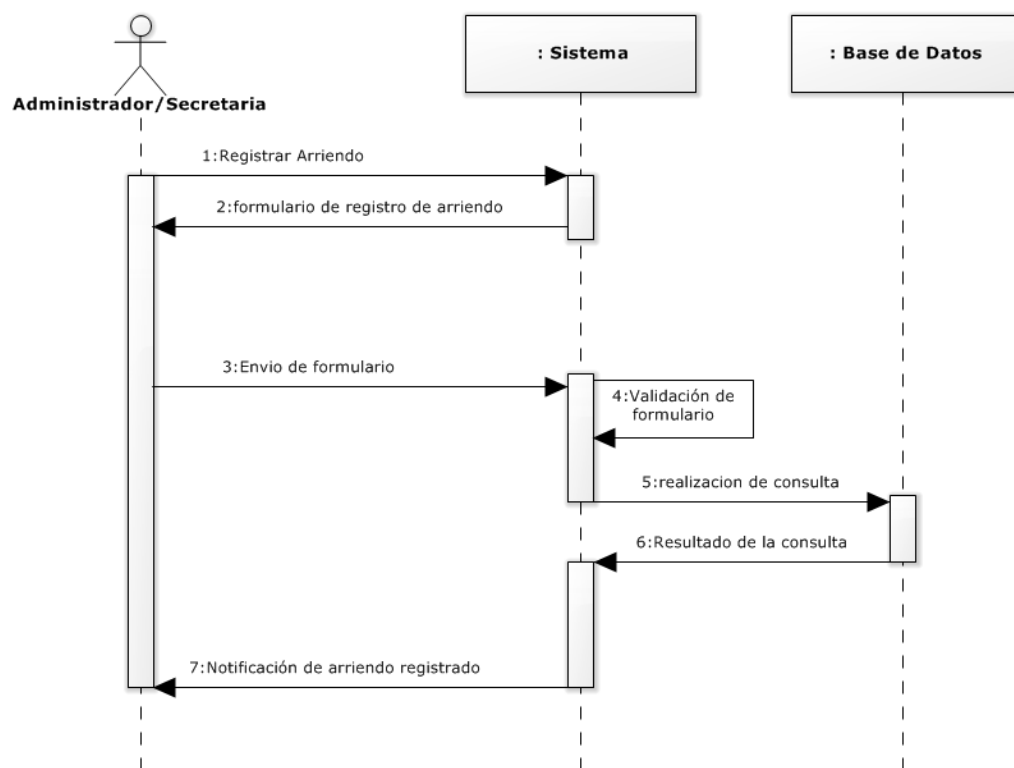 : Sistema
: Base de Datos
Administrador/Secretaria
1:Registrar Arriendo
2:formulario de registro de arriendo
3:Envio de formulario
4:Validación de
formulario
5:realizacion de consulta
6:Resultado de la consulta
7:Notificación de arriendo registrado